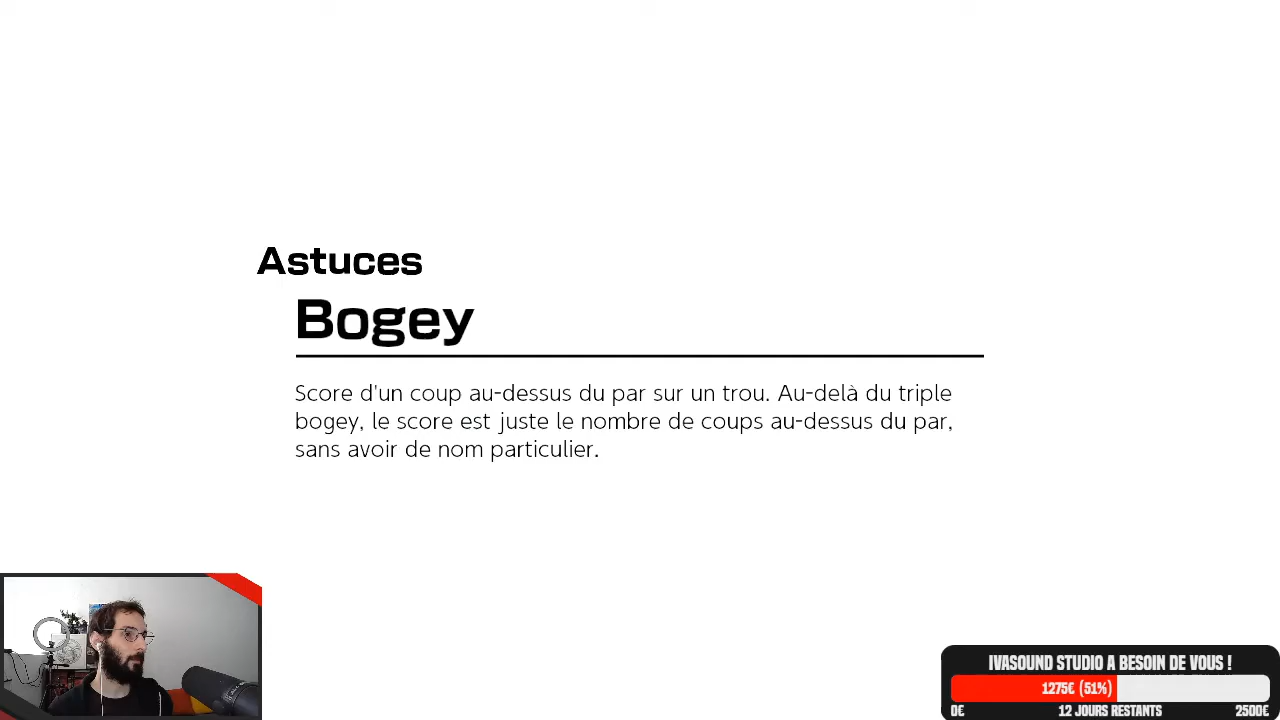 Astuces
Bogey
Score d'un coup au-dessus du par sur un trou. Au-delà du triple
bogey, le score est juste le nombre de coups au-dessus du par,
sans avoir de nom particulier.
IVASOUND STUDIO A BESOIN DE VOUS !
1275€ (51%)
0€ 12 JOURS RESTANTS 2500€